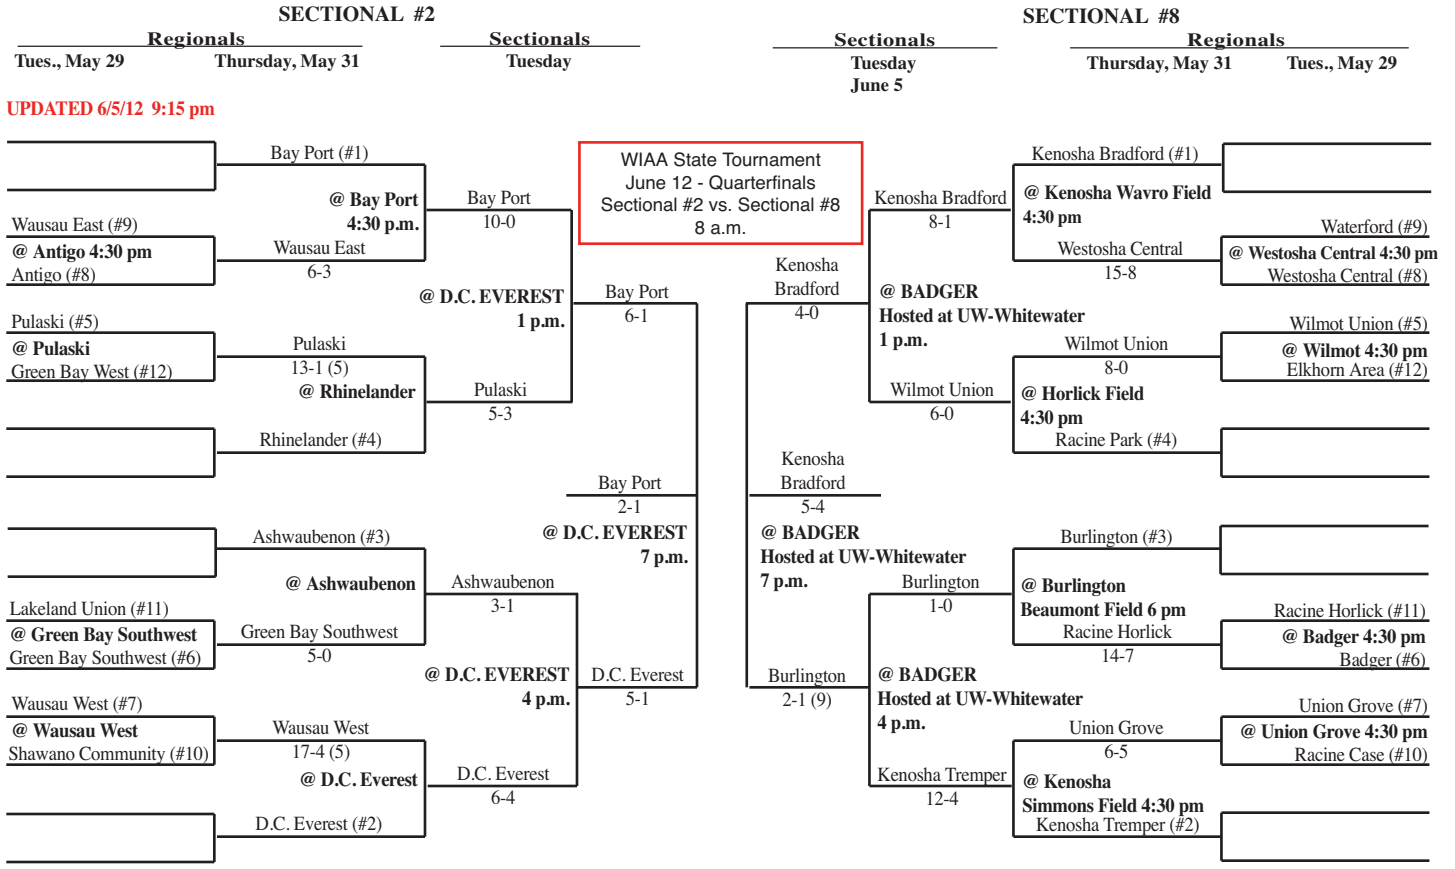 SECTIONAL #2
Regionals
Sectionals
Tues., May 29
Thursday, May 31
Tuesday
UPDATED 6/5/12 9:15 pm
Bay Port (#1)
@ Bay Port
4:30 p.m.
Wausau East (#9)
@ Antigo 4:30 pm
Antigo (#8)
Wausau East
6-3
Bay Port
10-0
@ D.C. EVEREST
1 p.m.
Pulaski (#5)
@ Pulaski
Green Bay West (#12)
Pulaski
13-1 (5)
@ Rhinelander
Rhinelander (#4)
Pulaski
5-3
Bay Port
6-1
Bay Port
2-1
@ D.C. EVEREST
7 p.m.
Ashwaubenon (#3)
@ Ashwaubenon
Lakeland Union (#11)
@ Green Bay Southwest
Green Bay Southwest (#6)
Green Bay Southwest
5-0
Ashwaubenon
3-1
@ D.C. EVEREST
4 p.m.
D.C. Everest
5-1
Wausau West (#7)
@ Wausau West
Shawano Community (#10)
Wausau West
17-4 (5)
@ D.C. Everest
D.C. Everest (#2)
D.C. Everest
6-4
WIAA State Tournament
June 12 - Quarterfinals
Sectional #2 vs. Sectional #8
8 a.m.
SECTIONAL #8
Sectionals
Regionals
Tuesday
June 5
Thursday, May 31
Tues., May 29
Kenosha Bradford (#1)
@ Kenosha Wavro Field
4:30 pm
Kenosha Bradford
8-1
Waterford (#9)
@ Westosha Central 4:30 pm
Westosha Central (#8)
Westosha Central
15-8
Kenosha
Bradford
4-0
@ BADGER
Hosted at UW-Whitewater
1 p.m.
Wilmot Union (#5)
@ Wilmot 4:30 pm
Elkhorn Area (#12)
Wilmot Union
8-0
@ Horlick Field
4:30 pm
Racine Park (#4)
Wilmot Union
6-0
Kenosha
Bradford
5-4
@ BADGER
Hosted at UW-Whitewater
7 p.m.
Burlington (#3)
@ Burlington
Beaumont Field 6 pm
Burlington
1-0
Racine Horlick (#11)
@ Badger 4:30 pm
Badger (#6)
Racine Horlick
14-7
Burlington
2-1 (9)
@ BADGER
Hosted at UW-Whitewater
4 p.m.
Union Grove (#7)
@ Union Grove 4:30 pm
Racine Case (#10)
Union Grove
6-5
Kenosha Tremper
12-4
@ Kenosha
Simmons Field 4:30 pm
Kenosha Tremper (#2)